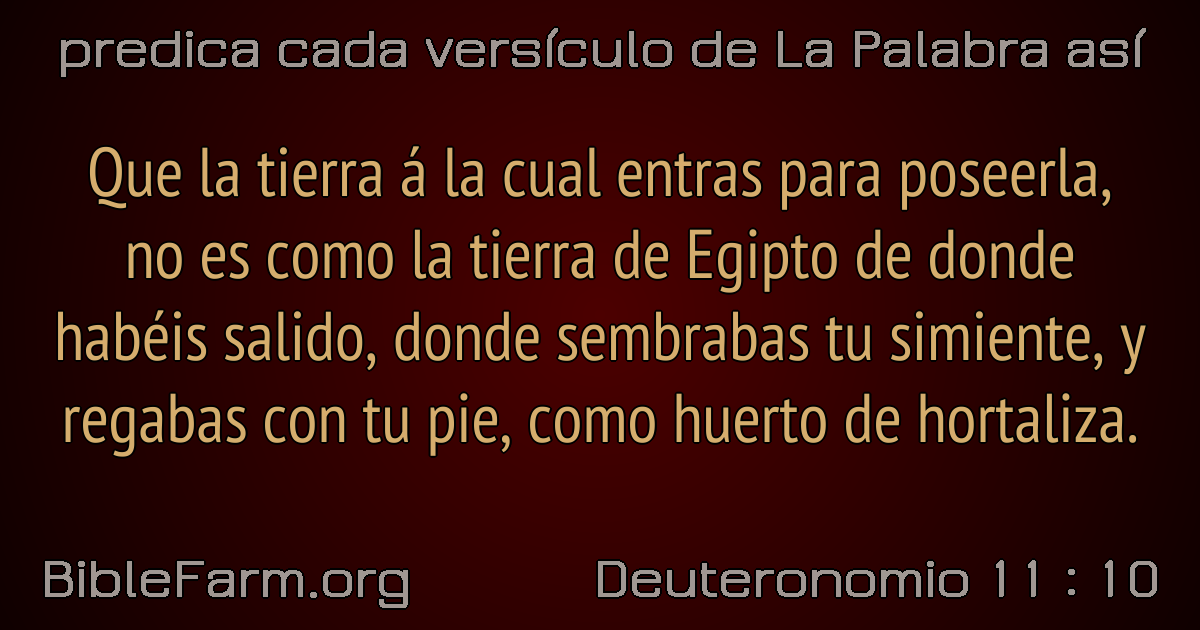 predica cada versículo de La Palabra así
Que la tierra á la cual entras para poseerla,
no es como la tierra de Egipto de donde
habéis salido, donde sembrabas tu simiente, y
regabas con tu pie, como huerto de hortaliza.
BibleFarm.org Deuteronomio 11 : 10